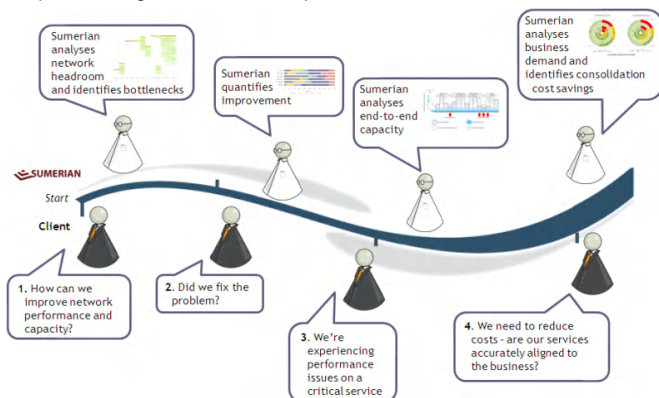 Sumerian
analyses
network
headroom
and identifies bottlenecks
Sumerian
quantifies
improvement
Sumerian
analyses
end-to-end
capacity
Sumerian
analyses
business
demand and
identifies consolidation
cost savings
SUMERIAN
Start
Client
1. How can we
improve network
performance and
capacity?
2. Did we fix the
problem?
3. We're
experiencing
performance
issues on a
critical service
4. We need to reduce
costs - are our services
accurately aligned to
the business?